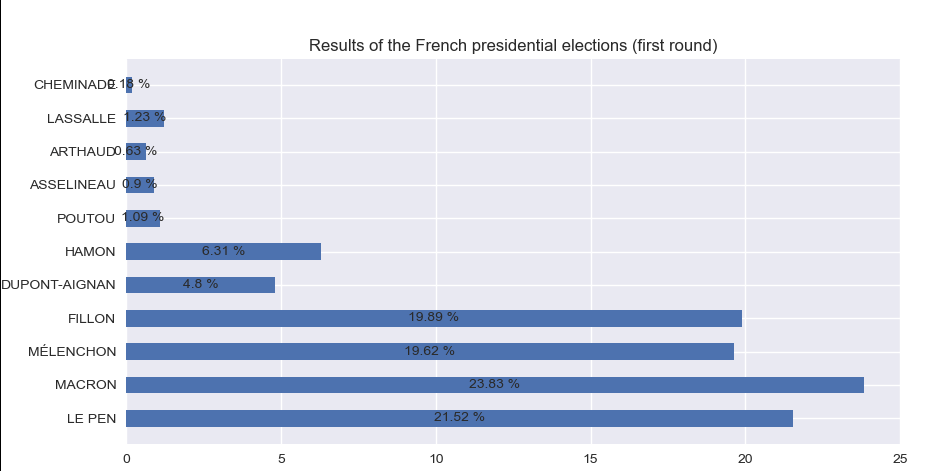 Results of the French presidential elections (first round)
CHEMINADE 0.18 %
LASSALLE 1.23 %
ARTHAUD 0.63 %
ASSELINEAU 0.9 %
POUTOU 1.09 %
HAMON 6.31 %
DUPONT-AIGNAN 4.8 %
FILLON 19.89 %
MÉLENCHON 19.62 %
MACRON 23.83 %
LE PEN 21.52 %
0 5 10 15 20 25